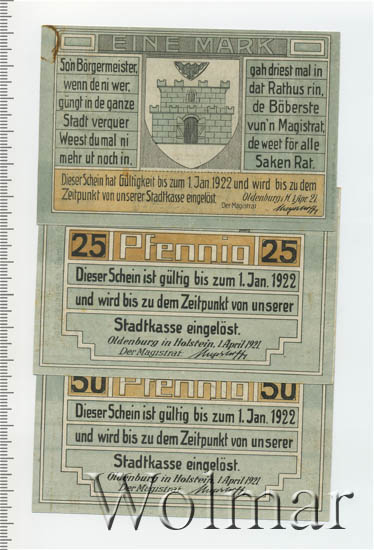 EINE MARK
So'n Börgermeister,
wenn de ni wer,
güngt in de ganze
Stadt verquer
Weest du mal ni
mehr ut noch in,
gah driest mal in
dat Rathus rin,
de Böberste
vun'n Magistrat,
de weet för alle
Saken Rat.
Dieser Schein hat Gültigkeit bis zum 1. Jan 1922 und wird bis zu dem
Zeitpunkt von unserer Stadtkasse eingelöst.
Oldenburg i. H. 1. Apr. 21.
Der Magistrat
25 Pfennig 25
Dieser Schein ist gültig bis zum 1. Jan. 1922
und wird bis zu dem Zeitpunkt von unserer
Stadtkasse eingelöst.
Oldenburg in Holstein, 1. April 1921
Der Magistrat
50 Pfennig 50
Dieser Schein ist gültig bis zum 1. Jan. 1922
und wird bis zu dem Zeitpunkt von unserer
Stadtkasse eingelöst.
Oldenburg in Holstein, 1. April 1921
Der Magistrat
Wolmar